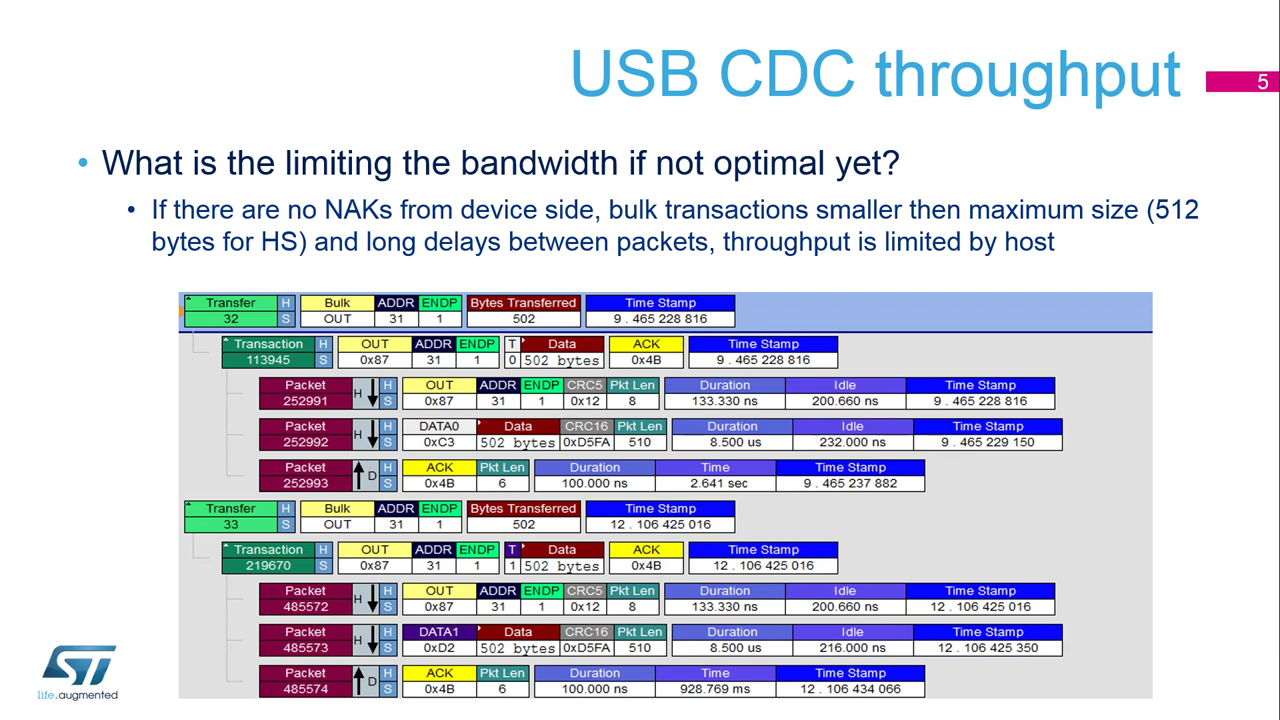 USB CDC throughput
5
• What is the limiting the bandwidth if not optimal yet?
• If there are no NAKs from device side, bulk transactions smaller then maximum size (512
bytes for HS) and long delays between packets, throughput is limited by host
Transfer H Bulk ADDR ENDP Bytes Transferred Time Stamp
32 S OUT 31 1 502 9 . 465 228 816
Transaction H OUT ADDR ENDP T Data ACK Time Stamp
113945 S 0x87 31 1 0 502 bytes 0x4B 9 . 465 228 816
Packet H H OUT ADDR ENDP CRC5 Pkt Len Duration Idle Time Stamp
252991 S 0x87 31 1 0x12 8 133.330 ns 200.660 ns 9 . 465 228 816
Packet H H DATA0 Data CRC16 Pkt Len Duration Idle Time Stamp
252992 S 0xC3 502 bytes 0xD5FA 510 8.500 us 232.000 ns 9 . 465 229 150
Packet D H ACK Pkt Len Duration Time Time Stamp
252993 S 0x4B 6 100.000 ns 2.641 sec 9 . 465 237 882
Transfer H Bulk ADDR ENDP Bytes Transferred Time Stamp
33 S OUT 31 1 502 12 . 106 425 016
Transaction H OUT ADDR ENDP T Data ACK Time Stamp
219670 S 0x87 31 1 1 502 bytes 0x4B 12 . 106 425 016
Packet H H OUT ADDR ENDP CRC5 Pkt Len Duration Idle Time Stamp
485572 S 0x87 31 1 0x12 8 133.330 ns 200.660 ns 12 . 106 425 016
Packet H H DATA1 Data CRC16 Pkt Len Duration Idle Time Stamp
485573 S 0xD2 502 bytes 0xD5FA 510 8.500 us 216.000 ns 12 . 106 425 350
Packet D H ACK Pkt Len Duration Time Time Stamp
485574 S 0x4B 6 100.000 ns 928.769 ms 12 . 106 434 066
ST
life.augmented